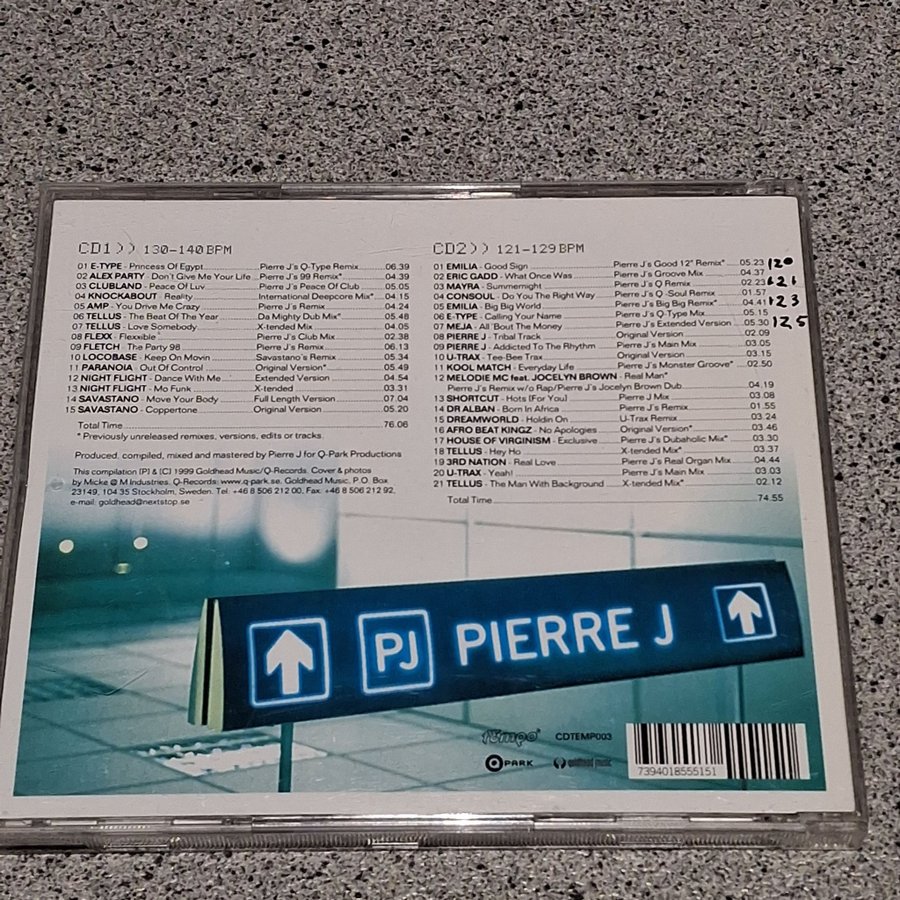 CD1>> 130-140BPM
01 E-TYPE - Princess Of Egypt Pierre J's Q-Type Remix 06.39
02 ALEX PARTY - Don't Give Me Your Life Pierre J's 99 Remix* 04.39
03 CLUBLAND - Peace Of Luv Pierre J's Peace Of Club 05.05
04 KNOCKABOUT - Reality International Deepcore Mix* 04.15
05 AMP - You Drive Me Crazy Pierre J's Remix 04.24
06 TELLUS - The Beat Of The Year Da Mighty Dub Mix* 05.48
07 TELLUS - Love Somebody X-tended Mix 04.05
08 FLEXX - Flexxible Pierre J's Club Mix 02.38
09 FLETCH - The Party 98 Pierre J's Remix 06.13
10 LOCOBASE - Keep On Movin Savastano's Remix 05.34
11 PARANOIA - Out Of Control Original Version* 05.49
12 NIGHT FLIGHT - Dance With Me Extended Version 04.54
13 NIGHT FLIGHT - Mo Funk X-tended 03.31
14 SAVASTANO - Move Your Body Full Length Version 07.04
15 SAVASTANO - Coppertone Original Version 05.20
Total Time 76.06
* Previously unreleased remixes, versions, edits or tracks.
Produced, compiled, mixed and mastered by Pierre J for Q-Park Productions
This compilation (P) & (C) 1999 Goldhead Music/Q-Records. Cover & photos
by Micke @ M Industries. Q-Records: www.q-park.se. Goldhead Music, P.O. Box
23149, 104 35 Stockholm, Sweden. Tel: +46 8 506 212 00, Fax: +46 8 506 212 92,
e-mail: goldhead@nextstop.se
CD2>> 121-129BPM
01 EMILIA - Good Sign Pierre J's Good 12" Remix* 05.23 120
02 ERIC GADD - What Once Was Pierre J's Groove Mix 04.37
03 MAYRA - Summernight Pierre J's Q Remix 02.23 121
04 CONSOUL - Do You The Right Way Pierre J's Q-Soul Remix 01.57
05 EMILIA - Big Big World Pierre J's Big Big Remix* 04.41 123
06 E-TYPE - Calling Your Name Pierre J's Q-Type Mix 05.15
07 MEJA - All 'Bout The Money Pierre J's Extended Version 05.30 125
08 PIERRE J - Tribal Track Original Version 02.09
09 PIERRE J - Addicted To The Rhythm Pierre J's Main Mix 03.05
10 U-TRAX - Tee-Bee Trax Original Version 03.15
11 KOOL MATCH - Everyday Life Pierre J's Monster Groove* 02.50
12 MELODIE MC feat. JOCELYN BROWN - Real Man*
Pierre J's Remix w/o Rap/Pierre J's Jocelyn Brown Dub 04.19
13 SHORTCUT - Hots (For You) Pierre J Mix 03.08
14 DR ALBAN - Born In Africa Pierre J's Remix 01.55
15 DREAMWORLD - Holdin On U-Trax Remix 03.24
16 AFRO BEAT KINGZ - No Apologies Original Version* 03.46
17 HOUSE OF VIRGINISM - Exclusive Pierre J's Dubaholic Mix* 03.30
18 TELLUS - Hey Ho X-tended Mix* 03.37
19 3RD NATION - Real Love Pierre J's Real Organ Mix 04.44
20 U-TRAX - Yeah! Pierre J's Main Mix 03.03
21 TELLUS - The Man With Background X-tended Mix* 02.12
Total Time 74.55
PJ PIERRE J
tempo CDTEMP003
Q PARK goldhead music
7394018555151